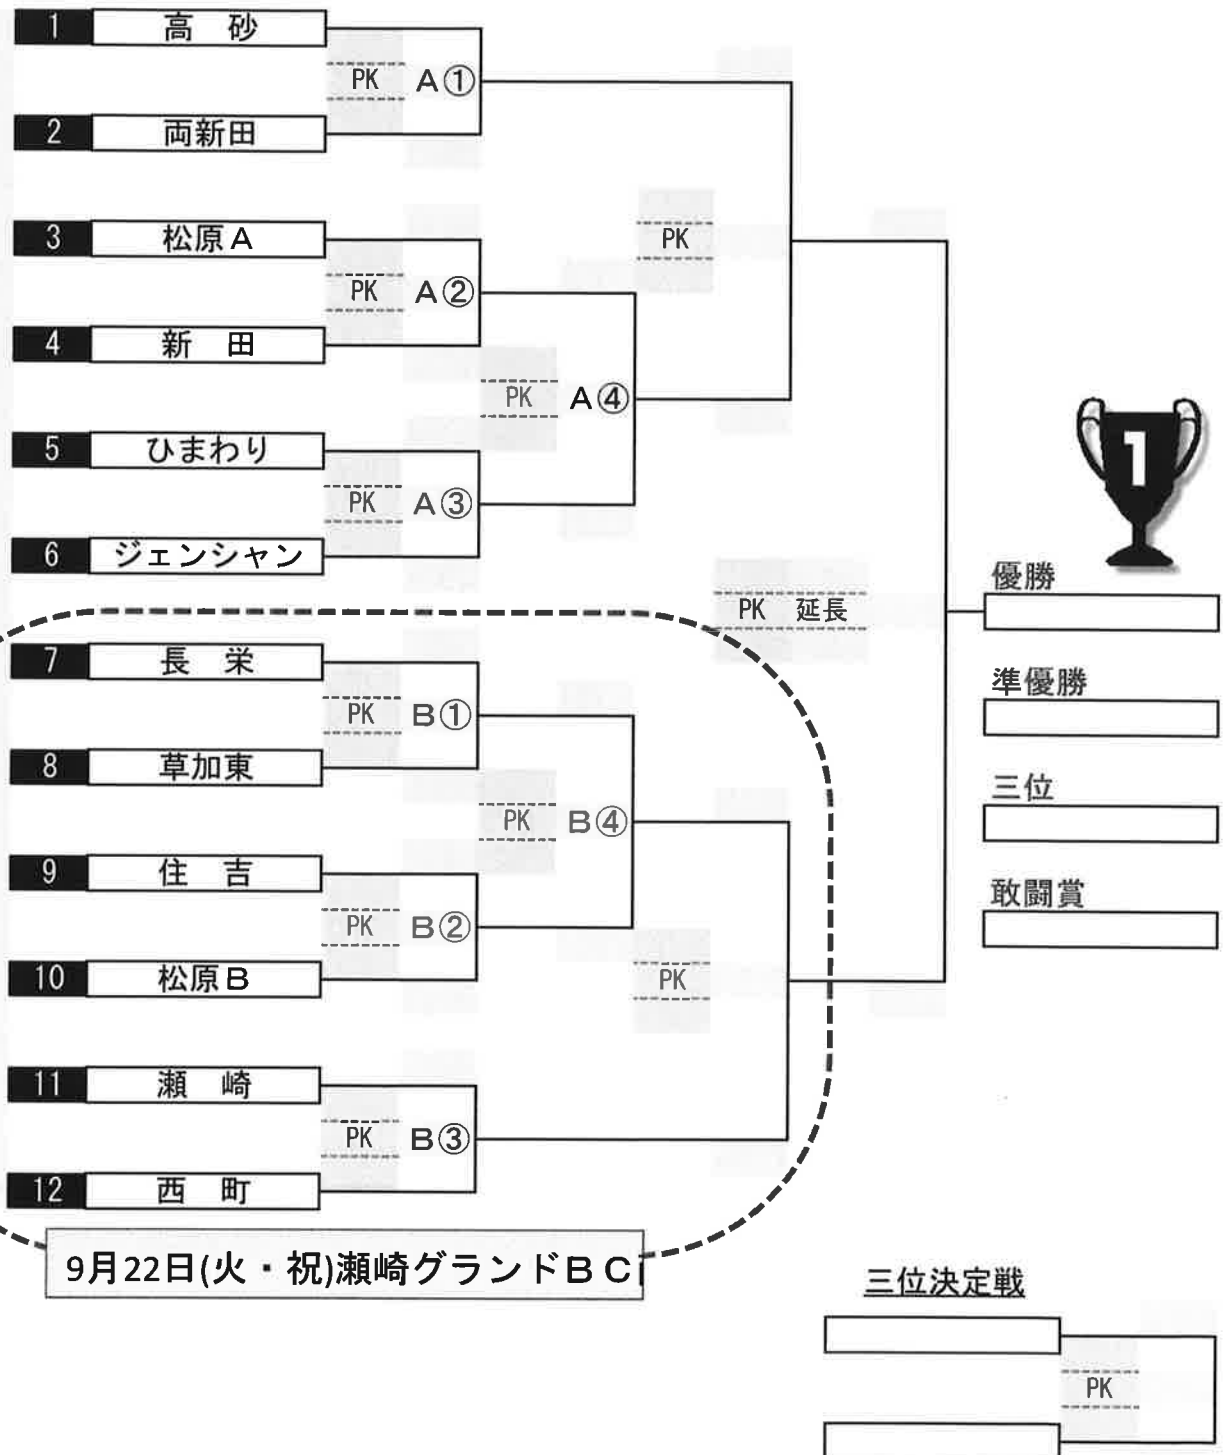 1 高 砂
PK A①
2 両新田
3 松原A
PK
PK A②
4 新 田
PK A④
5 ひまわり
PK A③
6 ジェンシャン
1
優勝
PK 延長
7 長 栄
準優勝
PK B①
8 草加東
三位
PK B④
9 住 吉
敢闘賞
PK B②
10 松原B
PK
11 瀬 崎
PK B③
12 西 町
9月22日(火・祝)瀬崎グランドBC
三位決定戦
PK